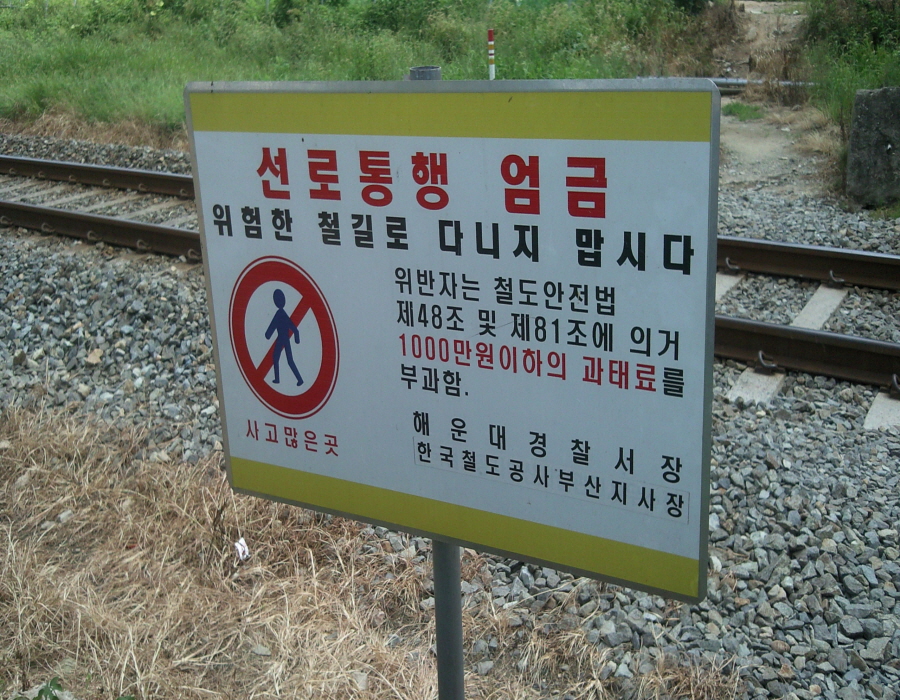 선로통행 엄금
위험한 철길로 다니지 맙시다
위반자는 철도안전법
제48조 및 제81조에 의거
1000만원이하의 과태료를
부과함.
사고많은곳
해운대경찰서장
한국철도공사부산지사장